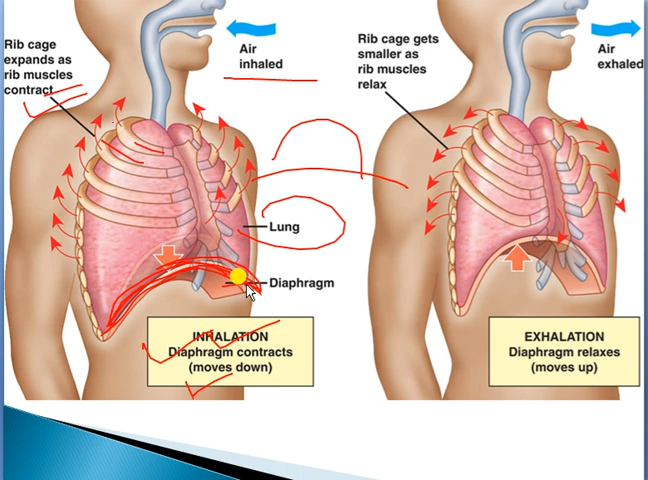 Rib cage
expands as
rib muscles
contract
Air
inhaled
Lung
Diaphragm
INHALATION
Diaphragm contracts
(moves down)
Rib cage gets
smaller as
rib muscles
relax
Air
exhaled
EXHALATION
Diaphragm relaxes
(moves up)